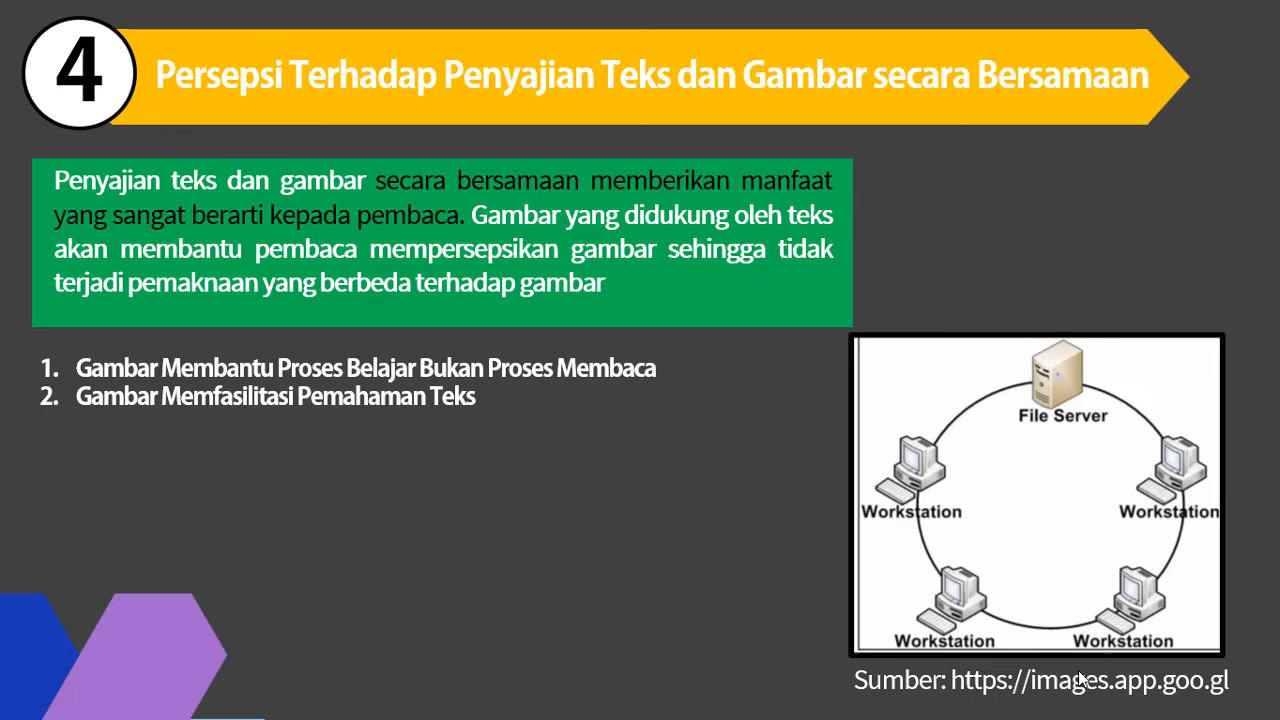 4
Persepsi Terhadap Penyajian Teks dan Gambar secara Bersamaan
Penyajian teks dan gambar secara bersamaan memberikan manfaat
yang sangat berarti kepada pembaca. Gambar yang didukung oleh teks
akan membantu pembaca mempersepsikan gambar sehingga tidak
terjadi pemaknaan yang berbeda terhadap gambar
1. Gambar Membantu Proses Belajar Bukan Proses Membaca
2. Gambar Memfasilitasi Pemahaman Teks
File Server
Workstation
Workstation
Workstation
Workstation
Sumber: https://images.app.goo.gl